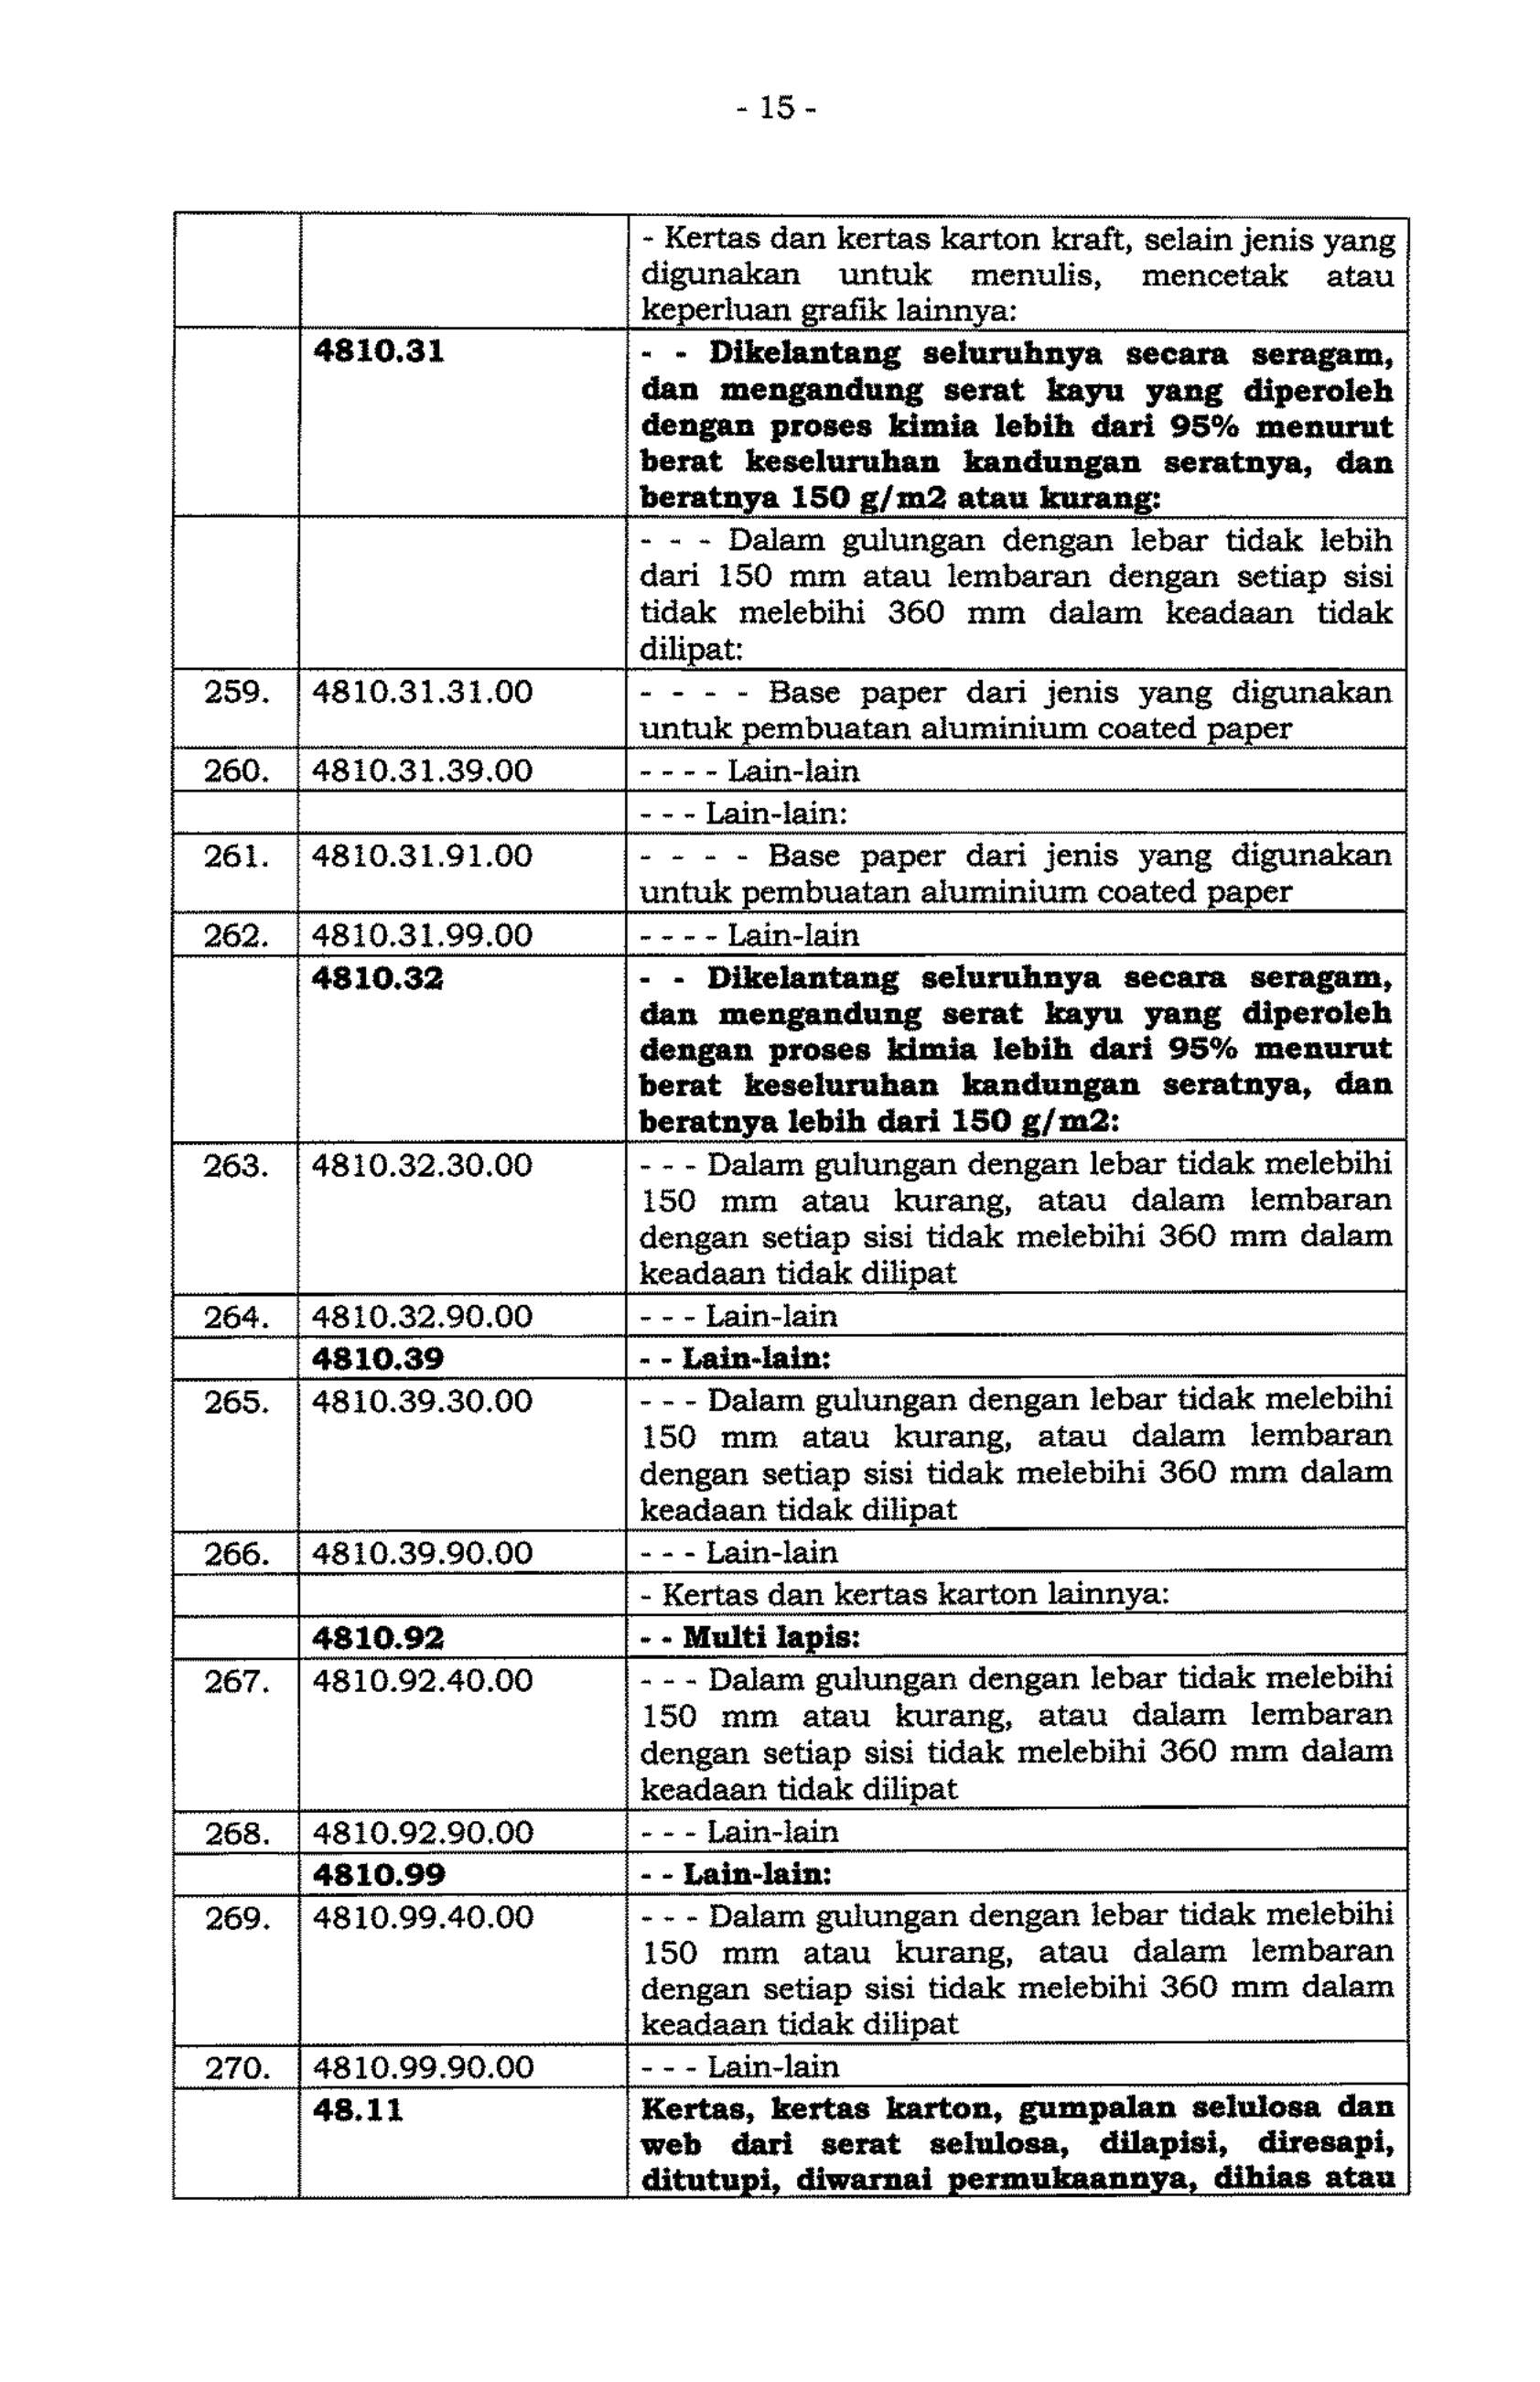 - 15 -
- Kertas dan kertas karton kraft, selain jenis yang
digunakan untuk menulis, mencetak atau
keperluan grafik lainnya:
4810.31 - - Dikelantang seluruhnya secara seragam,
dan mengandung serat kayu yang diperoleh
dengan proses kimia lebih dari 95% menurut
berat keseluruhan kandungan seratnya, dan
beratnya 150 g/m2 atau kurang:
- - - Dalam gulungan dengan lebar tidak lebih
dari 150 mm atau lembaran dengan setiap sisi
tidak melebihi 360 mm dalam keadaan tidak
dilipat:
259. 4810.31.31.00 - - - - Base paper dari jenis yang digunakan
untuk pembuatan aluminium coated paper
260. 4810.31.39.00 - - - - Lain-lain
- - - Lain-lain:
261. 4810.31.91.00 - - - - Base paper dari jenis yang digunakan
untuk pembuatan aluminium coated paper
262. 4810.31.99.00 - - - - Lain-lain
4810.32 - - Dikelantang seluruhnya secara seragam,
dan mengandung serat kayu yang diperoleh
dengan proses kimia lebih dari 95% menurut
berat keseluruhan kandungan seratnya, dan
beratnya lebih dari 150 g/m2:
263. 4810.32.30.00 - - - Dalam gulungan dengan lebar tidak melebihi
150 mm atau kurang, atau dalam lembaran
dengan setiap sisi tidak melebihi 360 mm dalam
keadaan tidak dilipat
264. 4810.32.90.00 - - - Lain-lain
4810.39 - - Lain-lain:
265. 4810.39.30.00 - - - Dalam gulungan dengan lebar tidak melebihi
150 mm atau kurang, atau dalam lembaran
dengan setiap sisi tidak melebihi 360 mm dalam
keadaan tidak dilipat
266. 4810.39.90.00 - - - Lain-lain
- Kertas dan kertas karton lainnya:
4810.92 - - Multi lapis:
267. 4810.92.40.00 - - - Dalam gulungan dengan lebar tidak melebihi
150 mm atau kurang, atau dalam lembaran
dengan setiap sisi tidak melebihi 360 mm dalam
keadaan tidak dilipat
268. 4810.92.90.00 - - - Lain-lain
4810.99 - - Lain-lain:
269. 4810.99.40.00 - - - Dalam gulungan dengan lebar tidak melebihi
150 mm atau kurang, atau dalam lembaran
dengan setiap sisi tidak melebihi 360 mm dalam
keadaan tidak dilipat
270. 4810.99.90.00 - - - Lain-lain
48.11 Kertas, kertas karton, gumpalan selulosa dan
web dari serat selulosa, dilapisi, diresapi,
ditutupi, diwarnai permukaannya, dihias atau